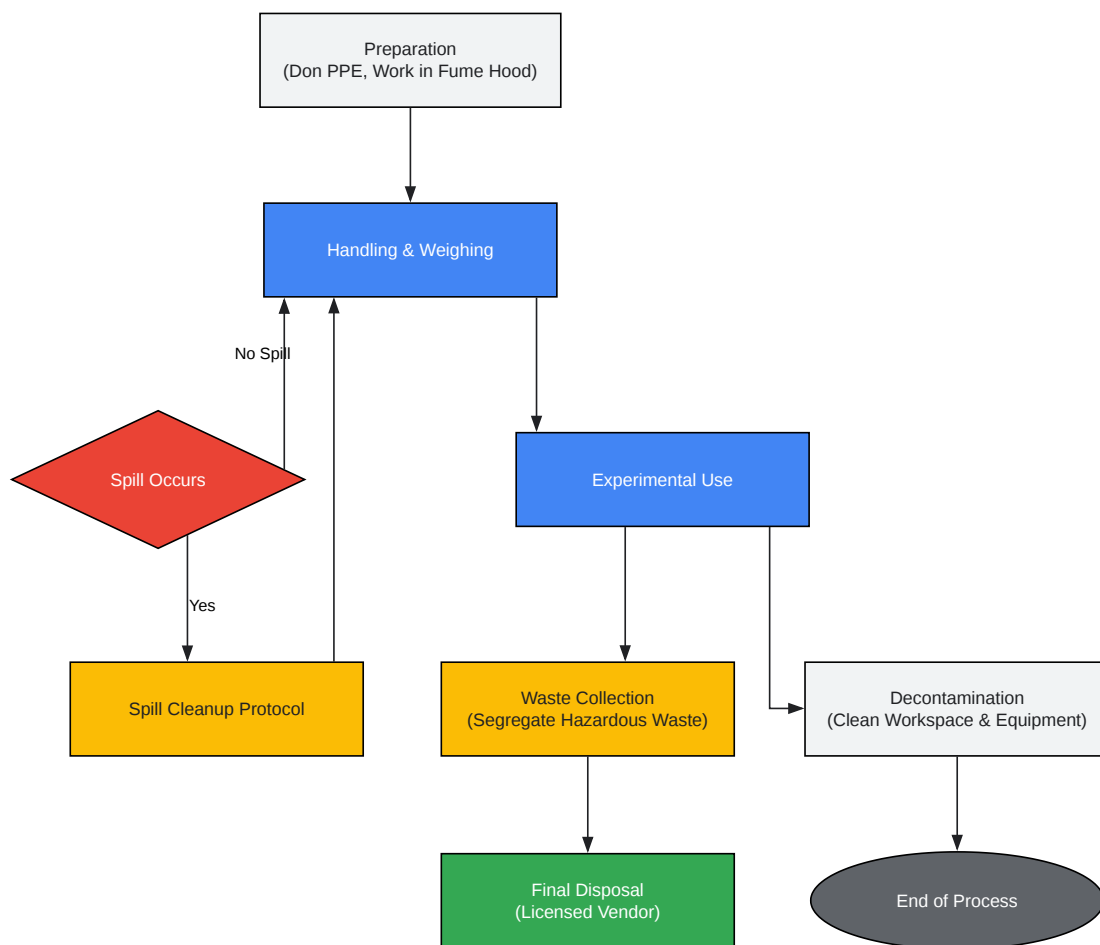 Preparation
(Don PPE, Work in Fume Hood)
Handling & Weighing
No Spill
Spill Occurs
Experimental Use
Yes
Spill Cleanup Protocol
Waste Collection
(Segregate Hazardous Waste)
Decontamination
(Clean Workspace & Equipment)
Final Disposal
(Licensed Vendor)
End of Process